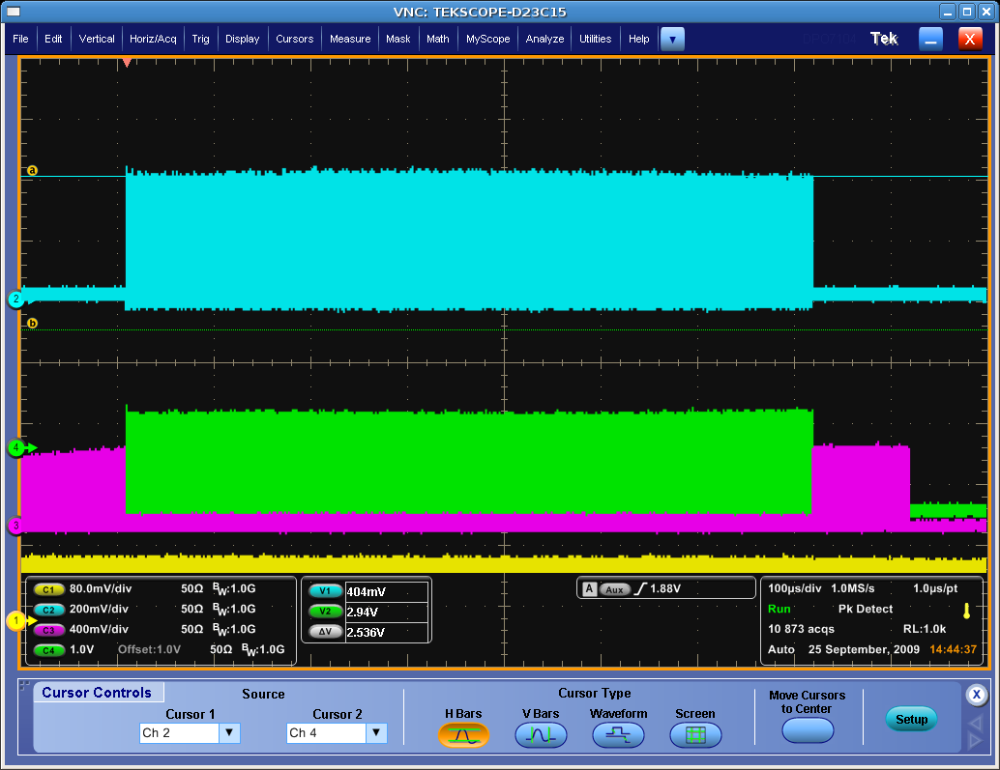 VNC: TEKSCOPE-D23C15
File Edit Vertical Horiz/Acq Trig Display Cursors Measure Mask Math MyScope Analyze Utilities Help Tek X
a
2
b
4
3
1
C1 80.0mV/div 50Ω BW:1.0G
C2 200mV/div 50Ω BW:1.0G
C3 400mV/div 50Ω BW:1.0G
C4 1.0V Offset:1.0V 50Ω BW:1.0G
V1 404mV
V2 2.94V
ΔV 2.536V
A Aux 1.88V
100µs/div 1.0MS/s 1.0µs/pt
Run Pk Detect
10 873 acqs RL:1.0k
Auto 25 September, 2009 14:44:37
Cursor Controls
Source
Cursor 1 Cursor 2
Ch 2 Ch 4
Cursor Type
H Bars V Bars Waveform Screen
Move Cursors
to Center
Setup
X